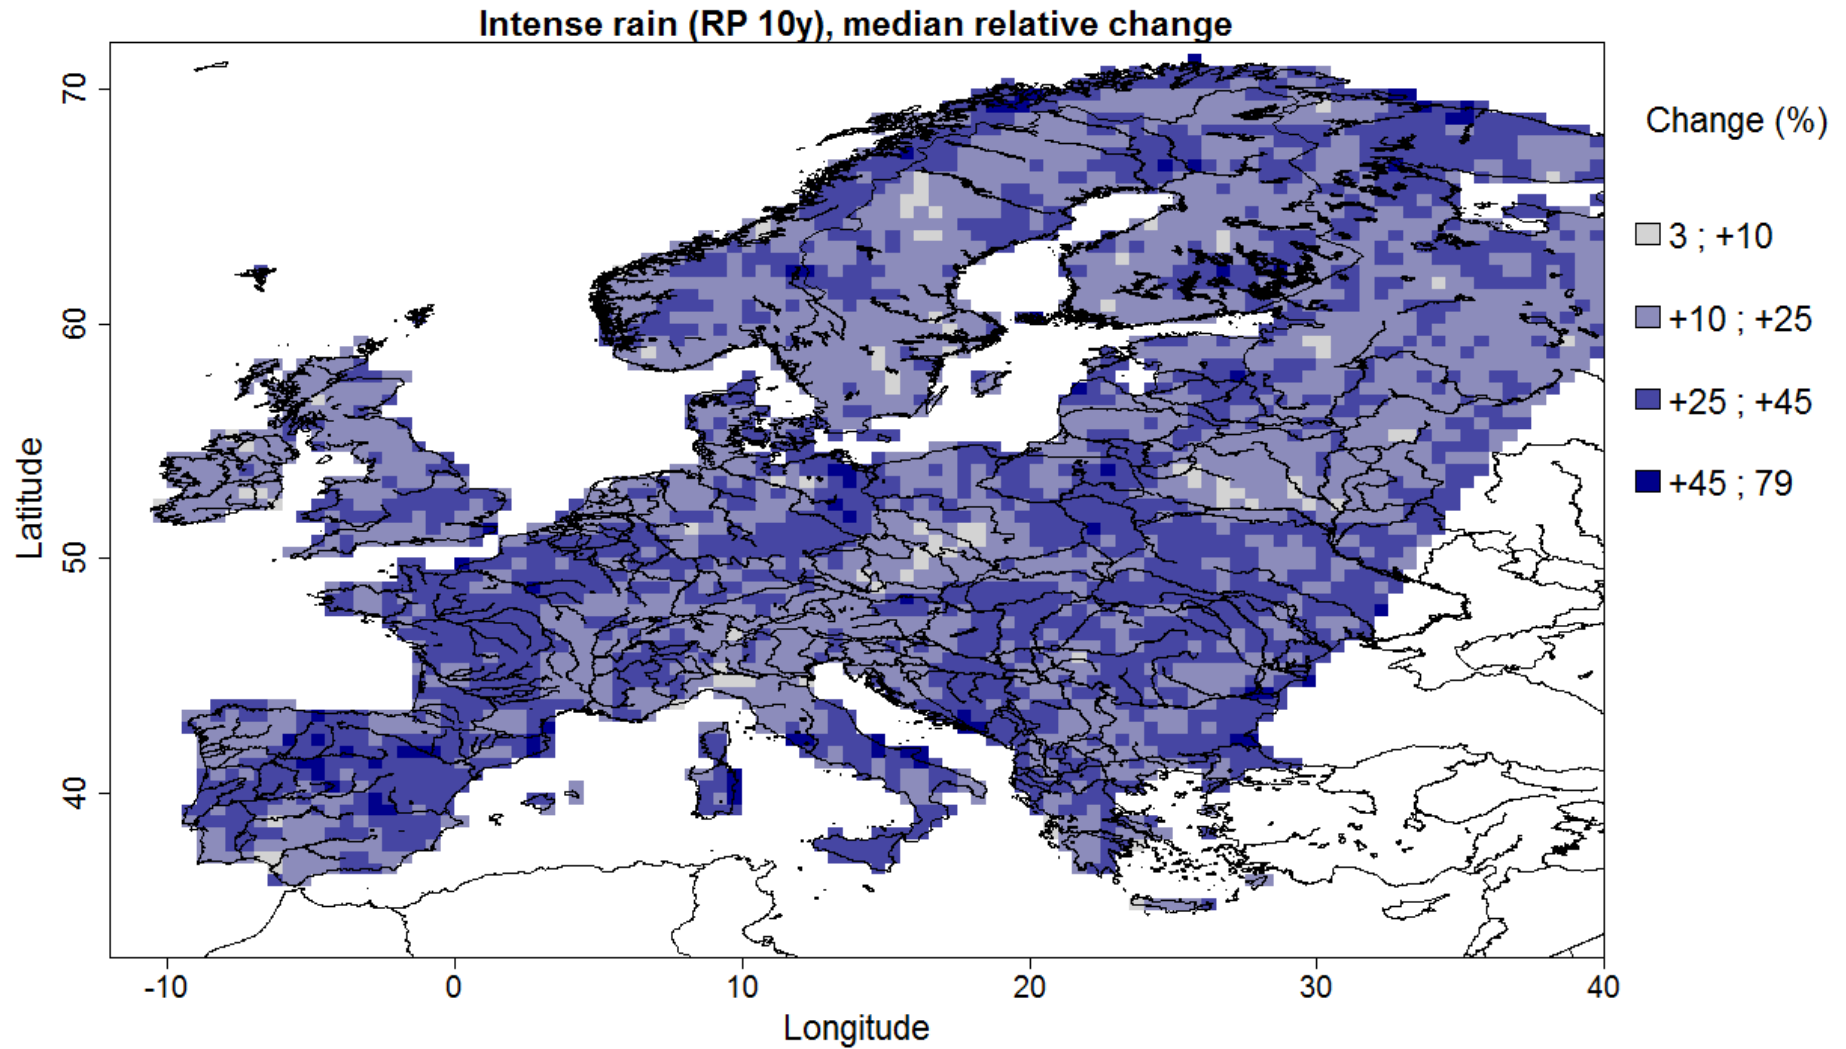 Intense rain (RP 10y), median relative change
Change (%)
3 ; +10
+10 ; +25
+25 ; +45
+45 ; 79
Latitude
70
60
50
40
-10
0
10
20
30
40
Longitude